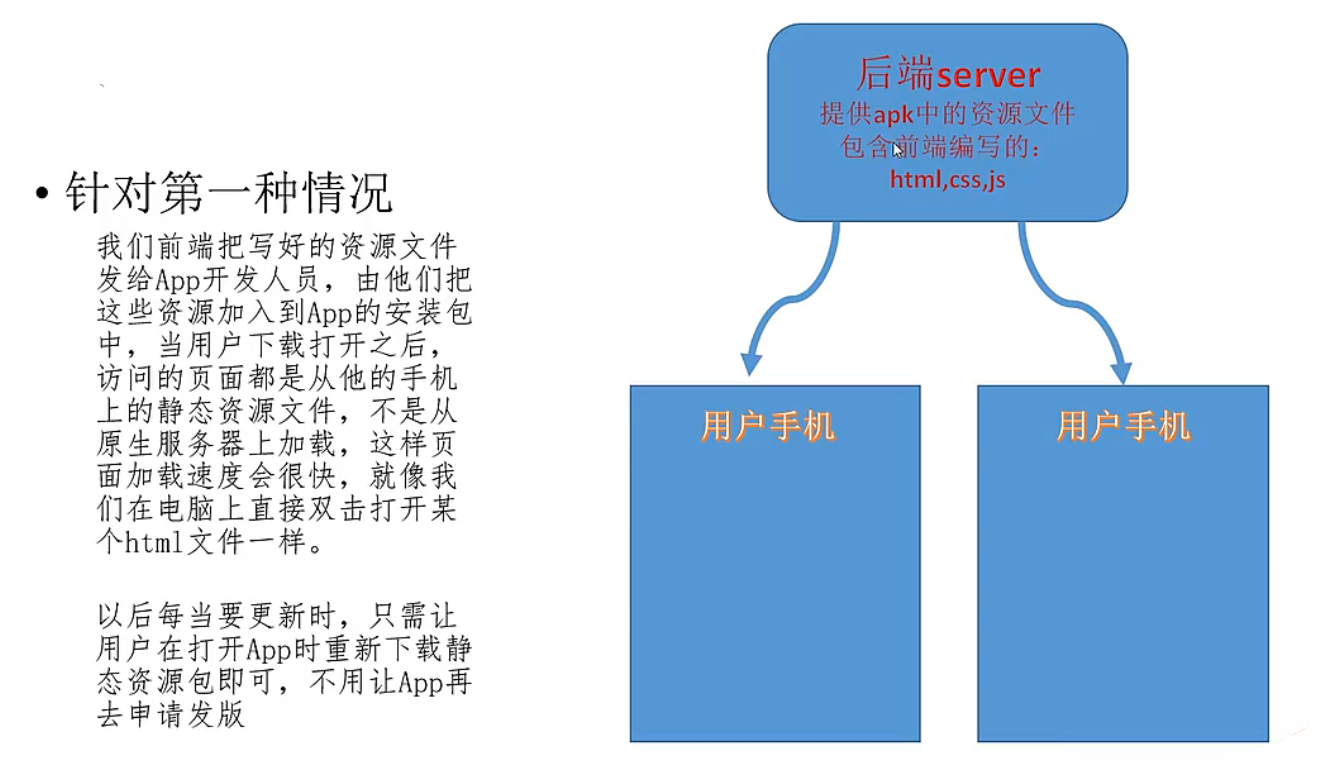 • 针对第一种情况
我们前端把写好的资源文件
发给App开发人员，由他们把
这些资源加入到App的安装包
中，当用户下载打开之后，
访问的页面都是从他的手机
上的静态资源文件，不是从
原生服务器上加载，这样页
面加载速度会很快，就像我
们在电脑上直接双击打开某
个html文件一样。
以后每当要更新时，只需让
用户在打开App时重新下载静
态资源包即可，不用让App再
去申请发版
后端server
提供apk中的资源文件
包含前端编写的：
html,css,js
用户手机
用户手机